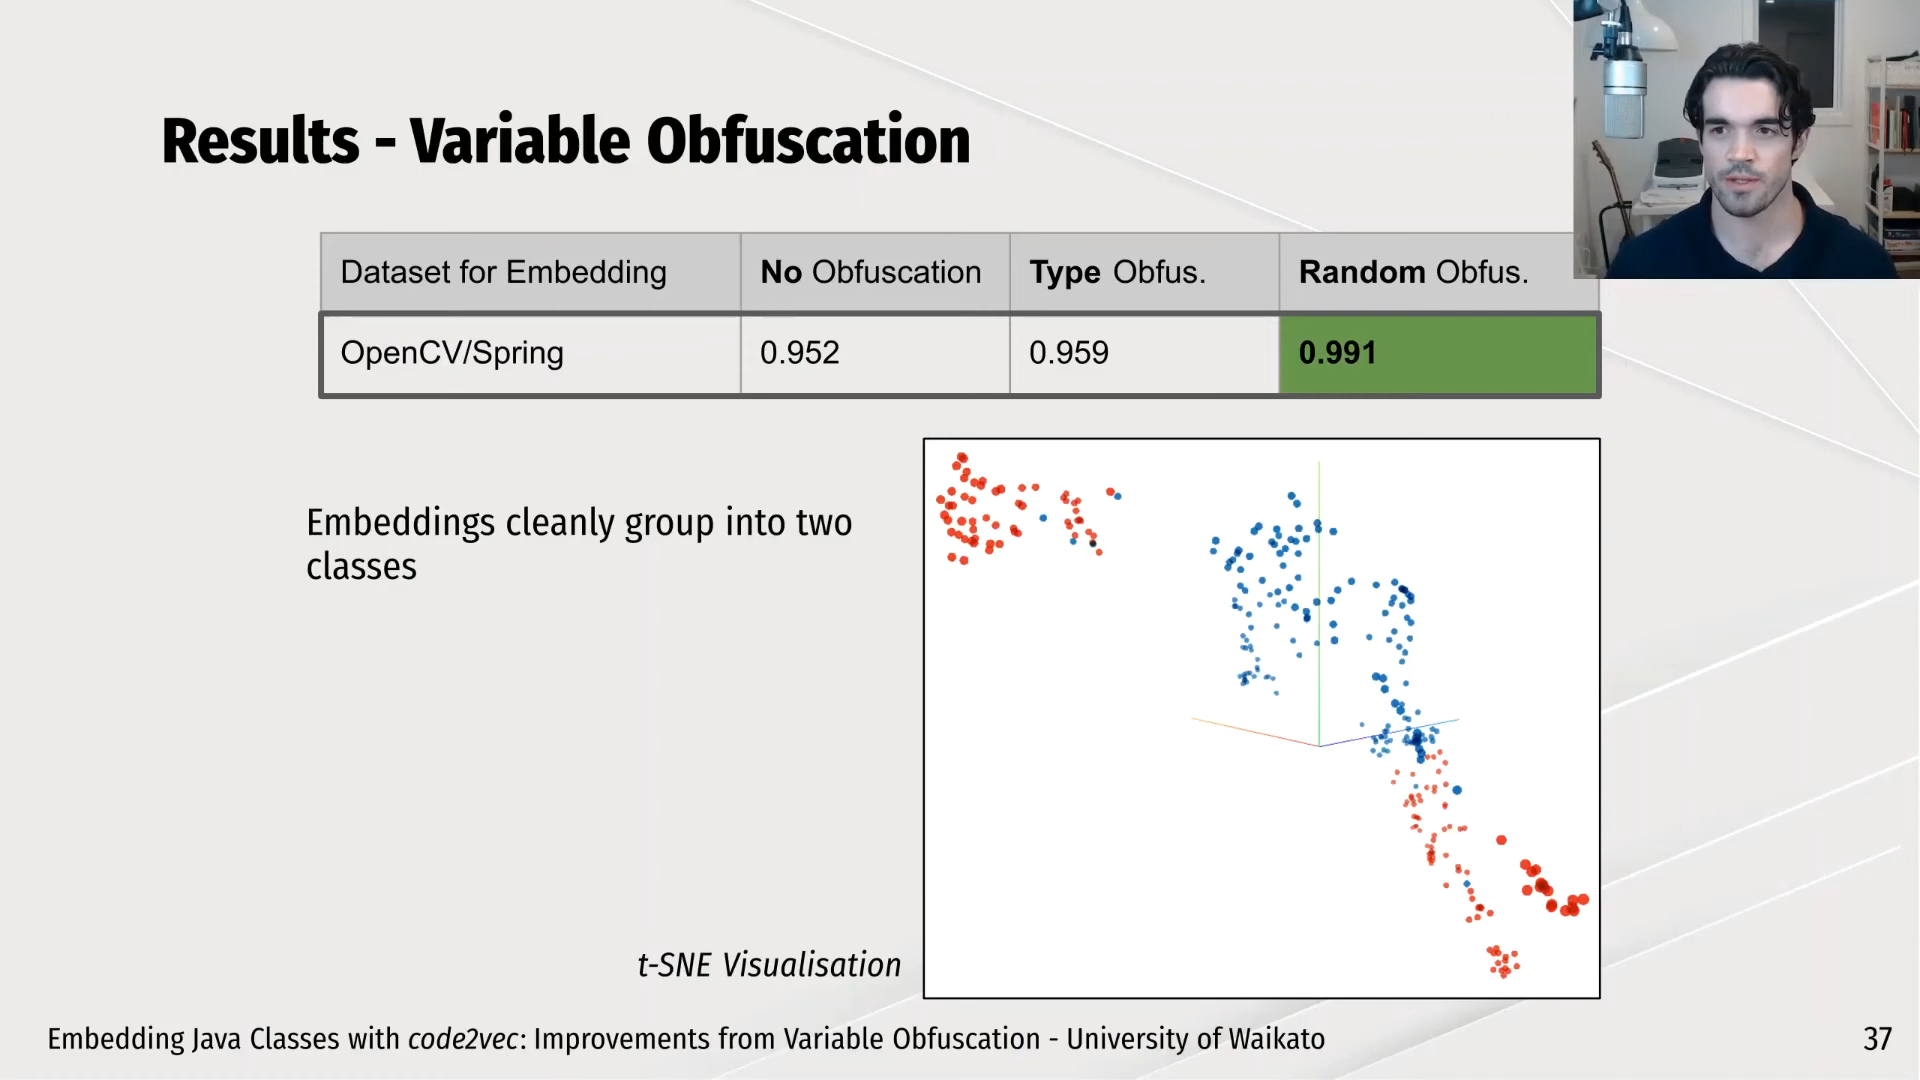 Results - Variable Obfuscation
Dataset for Embedding No Obfuscation Type Obfus. Random Obfus.
OpenCV/Spring 0.952 0.959 0.991
Embeddings cleanly group into two
classes
t-SNE Visualisation
Embedding Java Classes with code2vec: Improvements from Variable Obfuscation - University of Waikato 37